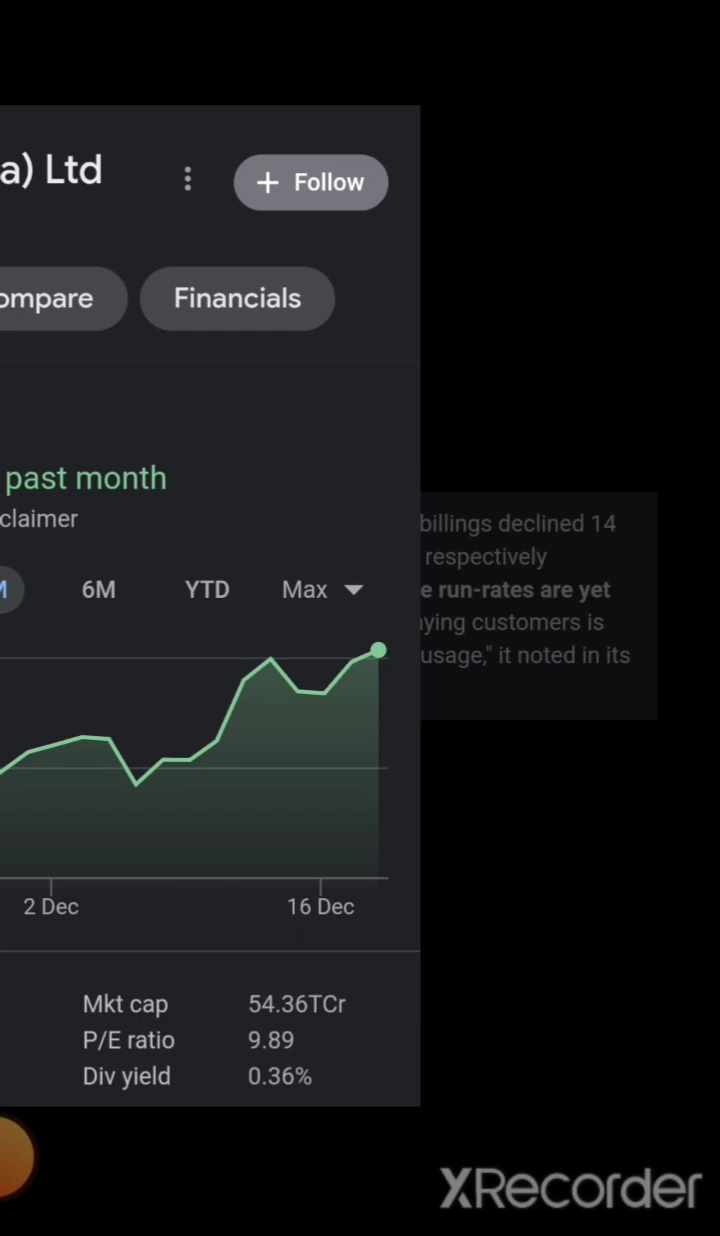 a) Ltd
+ Follow
ompare
Financials
past month
claimer
M
6M
YTD
Max
billings declined 14
respectively
e run-rates are yet
ying customers is
usage," it noted in its
2 Dec
16 Dec
Mkt cap 54.36TCr
P/E ratio 9.89
Div yield 0.36%
XRecorder